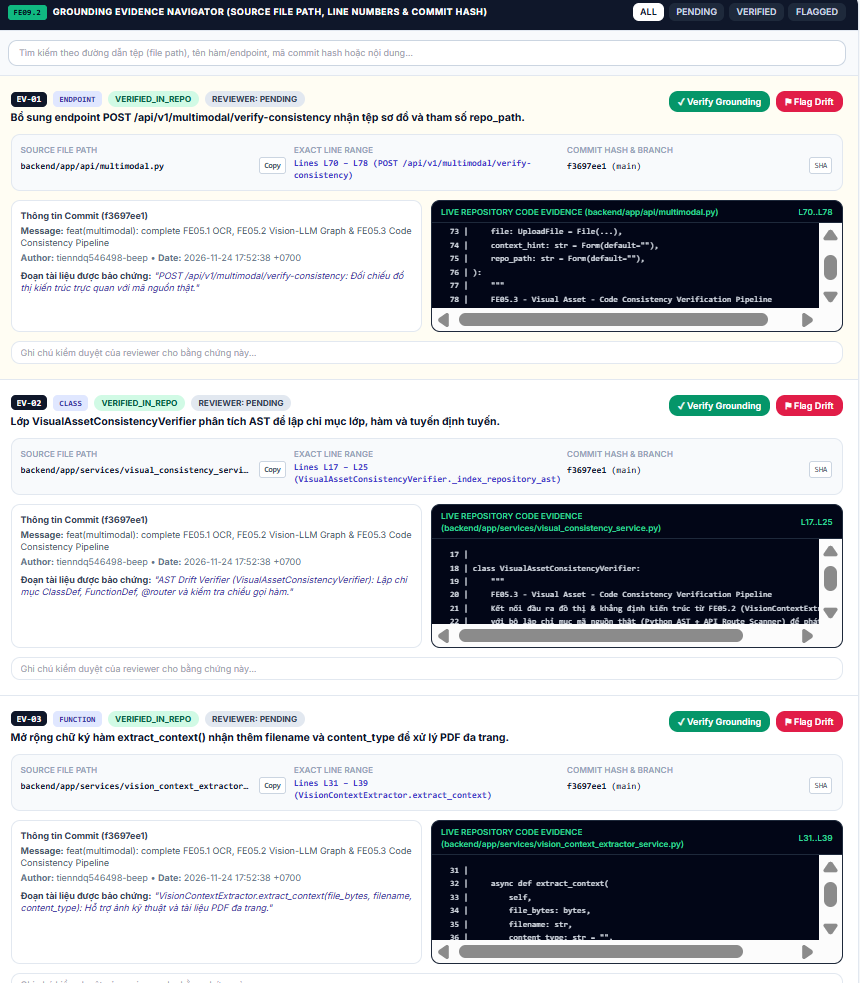 FE09.2 GROUNDING EVIDENCE NAVIGATOR (SOURCE FILE PATH, LINE NUMBERS & COMMIT HASH) ALL PENDING VERIFIED FLAGGED
Tìm kiếm theo đường dẫn tệp (file path), tên hàm/endpoint, mã commit hash hoặc nội dung...
EV-01 ENDPOINT VERIFIED_IN_REPO REVIEWER: PENDING ✓ Verify Grounding ⚑ Flag Drift
Bổ sung endpoint POST /api/v1/multimodal/verify-consistency nhận tệp sơ đồ và tham số repo_path.
SOURCE FILE PATH EXACT LINE RANGE COMMIT HASH & BRANCH
backend/app/api/multimodal.py Copy Lines L70 – L78 (POST /api/v1/multimodal/verify- f3697ee1 (main) SHA
consistency)
Thông tin Commit (f3697ee1)
Message: feat(multimodal): complete FE05.1 OCR, FE05.2 Vision-LLM Graph & FE05.3 Code
Consistency Pipeline
Author: tienndq546498-beep • Date: 2026-11-24 17:52:38 +0700
Đoạn tài liệu được bảo chứng: "POST /api/v1/multimodal/verify-consistency: Đối chiếu đồ
thị kiến trúc trực quan với mã nguồn thật."
LIVE REPOSITORY CODE EVIDENCE (backend/app/api/multimodal.py) L70..L78
73 | file: UploadFile = File(...),
74 | context_hint: str = Form(default=""),
75 | repo_path: str = Form(default=""),
76 | ):
77 | """
78 | FE05.3 - Visual Asset - Code Consistency Verification Pipeline
Ghi chú kiểm duyệt của reviewer cho bằng chứng này...
EV-02 CLASS VERIFIED_IN_REPO REVIEWER: PENDING ✓ Verify Grounding ⚑ Flag Drift
Lớp VisualAssetConsistencyVerifier phân tích AST để lập chỉ mục lớp, hàm và tuyến định tuyến.
SOURCE FILE PATH EXACT LINE RANGE COMMIT HASH & BRANCH
backend/app/services/visual_consistency_servi… Copy Lines L17 – L25 f3697ee1 (main) SHA
(VisualAssetConsistencyVerifier._index_repository_ast)
Thông tin Commit (f3697ee1)
Message: feat(multimodal): complete FE05.1 OCR, FE05.2 Vision-LLM Graph & FE05.3 Code
Consistency Pipeline
Author: tienndq546498-beep • Date: 2026-11-24 17:52:38 +0700
Đoạn tài liệu được bảo chứng: "AST Drift Verifier (VisualAssetConsistencyVerifier): Lập chỉ
mục ClassDef, FunctionDef, @router và kiểm tra chiều gọi hàm."
LIVE REPOSITORY CODE EVIDENCE
(backend/app/services/visual_consistency_service.py) L17..L25
17 |
18 | class VisualAssetConsistencyVerifier:
19 | """
20 | FE05.3 - Visual Asset - Code Consistency Verification Pipeline
21 | Kết nối đầu ra đồ thị & khẳng định kiến trúc từ FE05.2 (VisionContextExt
22 | với bộ lập chỉ mục mã nguồn thật (Python AST + API Route Scanner) để
Ghi chú kiểm duyệt của reviewer cho bằng chứng này...
EV-03 FUNCTION VERIFIED_IN_REPO REVIEWER: PENDING ✓ Verify Grounding ⚑ Flag Drift
Mở rộng chữ ký hàm extract_context() nhận thêm filename và content_type để xử lý PDF đa trang.
SOURCE FILE PATH EXACT LINE RANGE COMMIT HASH & BRANCH
backend/app/services/vision_context_extractor… Copy Lines L31 – L39 f3697ee1 (main) SHA
(VisionContextExtractor.extract_context)
Thông tin Commit (f3697ee1)
Message: feat(multimodal): complete FE05.1 OCR, FE05.2 Vision-LLM Graph & FE05.3 Code
Consistency Pipeline
Author: tienndq546498-beep • Date: 2026-11-24 17:52:38 +0700
Đoạn tài liệu được bảo chứng: "VisionContextExtractor.extract_context(file_bytes, filename,
content_type): Hỗ trợ ảnh kỹ thuật và tài liệu PDF đa trang."
LIVE REPOSITORY CODE EVIDENCE
(backend/app/services/vision_context_extractor_service.py) L31..L39
31 |
32 | async def extract_context(
33 | self,
34 | file_bytes: bytes,
35 | filename: str,
36 | content_type: str = "",